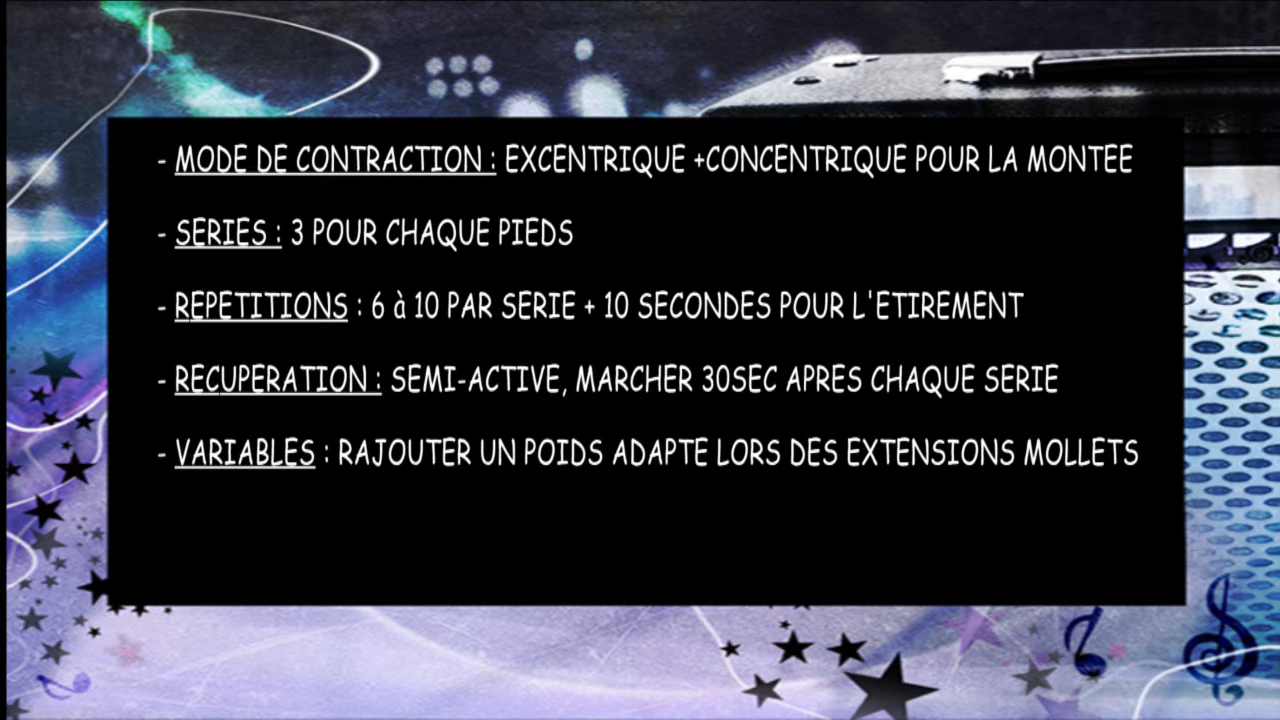 - MODE DE CONTRACTION : EXCENTRIQUE +CONCENTRIQUE POUR LA MONTEE
- SERIES : 3 POUR CHAQUE PIEDS
- REPETITIONS : 6 à 10 PAR SERIE + 10 SECONDES POUR L'ETIREMENT
- RECUPERATION : SEMI-ACTIVE, MARCHER 30SEC APRES CHAQUE SERIE
- VARIABLES : RAJOUTER UN POIDS ADAPTE LORS DES EXTENSIONS MOLLETS